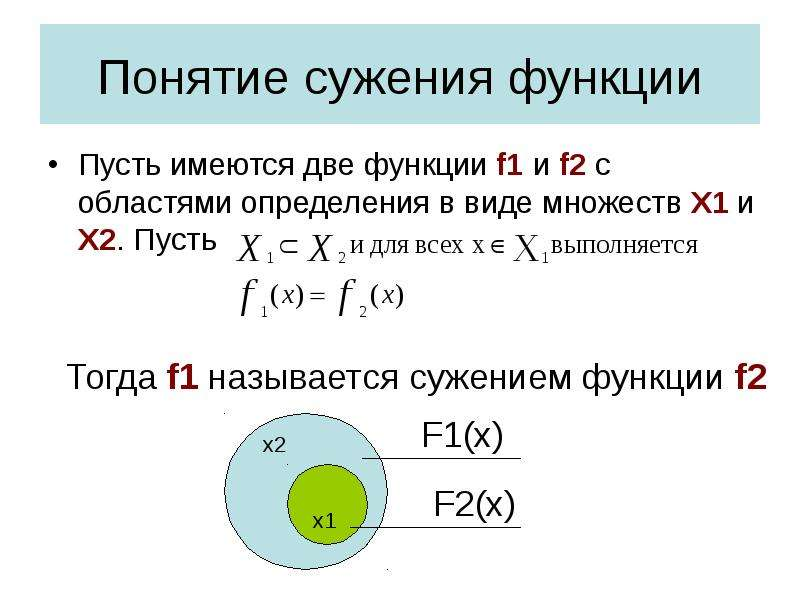 Понятие сужения функции
• Пусть имеются две функции f1 и f2 с
областями определения в виде множеств X1 и
X2. Пусть X₁ ⊂ X₂ и для всех x ∈ X₁ выполняется
f₁(x) = f₂(x)
Тогда f1 называется сужением функции f2
x2
F1(x)
F2(x)
x1